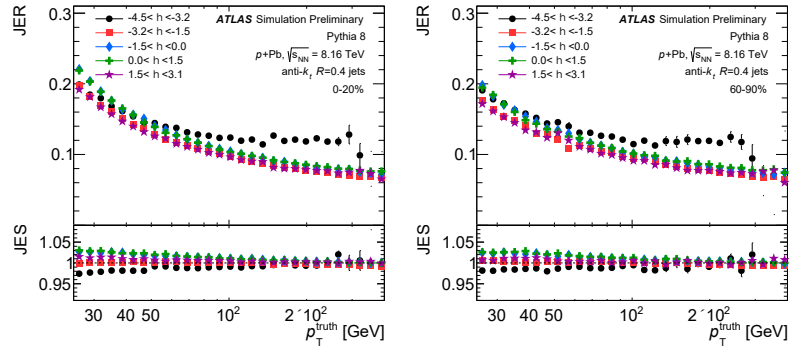 JER
0.3
0.2
0.1
-4.5< h <-3.2
-3.2< h <-1.5
-1.5< h <0.0
0.0< h <1.5
1.5< h <3.1
ATLAS Simulation Preliminary
Pythia 8
p+Pb, √sNN = 8.16 TeV
anti-kt R=0.4 jets
0-20%
JES
1.05
1
0.95
30 40 50 10² 2 10²
pTtruth [GeV]
JER
0.3
0.2
0.1
-4.5< h <-3.2
-3.2< h <-1.5
-1.5< h <0.0
0.0< h <1.5
1.5< h <3.1
ATLAS Simulation Preliminary
Pythia 8
p+Pb, √sNN = 8.16 TeV
anti-kt R=0.4 jets
60-90%
JES
1.05
1
0.95
30 40 50 10² 2 10²
pTtruth [GeV]